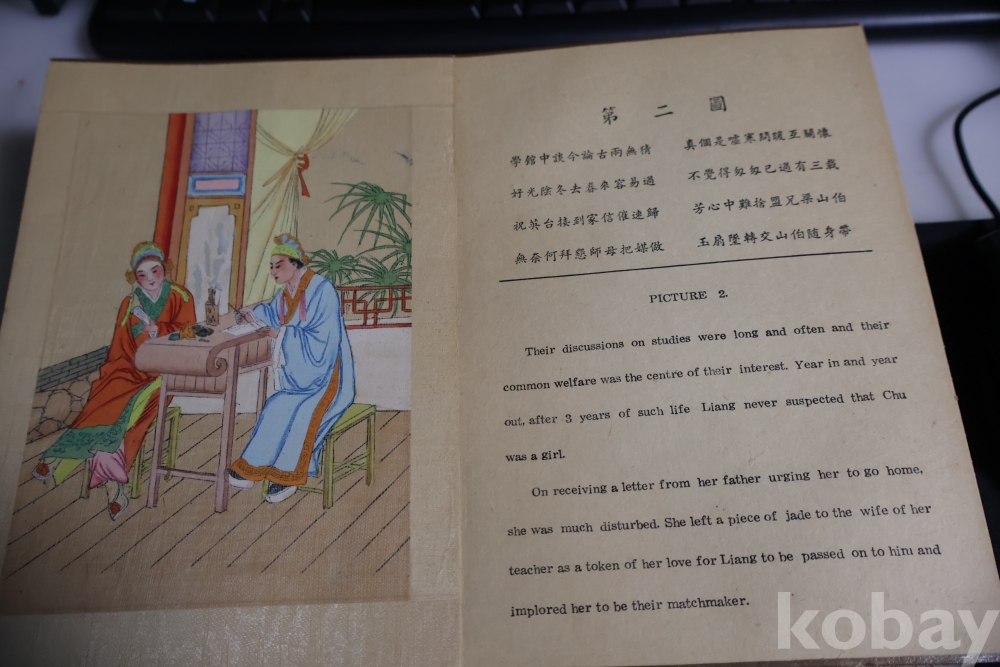 第二圖
學館中談今論古兩無猜 真個是噓寒問暖互關懷
好光陰冬去春來容易過 不覺得匆匆已過有三載
祝英台接到家信催速歸 芳心中難捨盟兄梁山伯
無奈何拜懇師母把媒做 玉扇墜轉交山伯隨身帶
PICTURE 2.
Their discussions on studies were long and often and their
common welfare was the centre of their interest. Year in and year
out, after 3 years of such life Liang never suspected that Chu
was a girl.
On receiving a letter from her father urging her to go home,
she was much disturbed. She left a piece of jade to the wife of her
teacher as a token of her love for Liang to be passed on to him and
implored her to be their matchmaker.
kobay